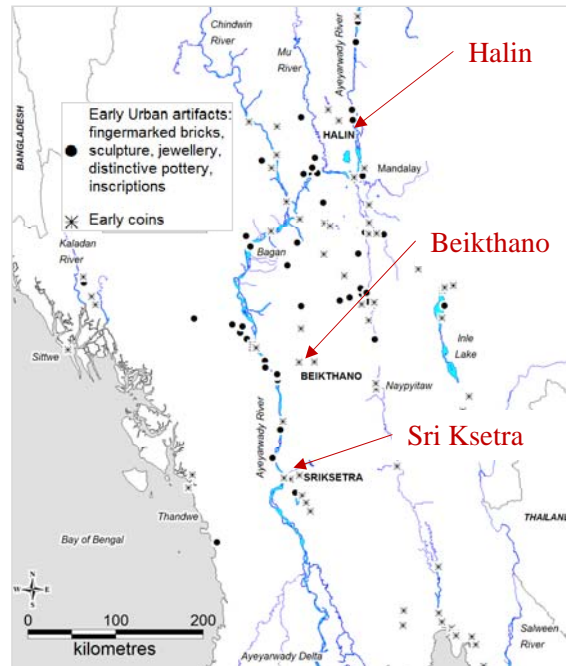 Chindwin
River
Mu
River
Ayeyarwady River
Halin
BANGLADESH
Early Urban artifacts:
fingermarked bricks,
sculpture, jewellery,
distinctive pottery,
inscriptions
Early coins
HALIN
Mandalay
Kaladan
River
Bagan
Beikthano
Sittwe
Inle
Lake
BEIKTHANO
Naypyitaw
Ayeyarwady River
Sri Ksetra
SRIKSETRA
Thandwe
THAILAND
Bay of Bengal
N
W E
S
0 100 200
kilometres
Salween
River
Ayeyarwady Delta